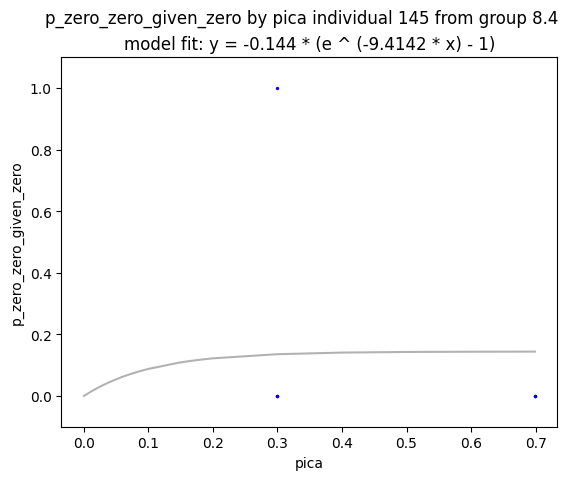 p_zero_zero_given_zero by pica individual 145 from group 8.4
model fit: y = -0.144 * (e ^ (-9.4142 * x) - 1)
1.0
0.8
0.6
0.4
0.2
0.0
p_zero_zero_given_zero
0.0 0.1 0.2 0.3 0.4 0.5 0.6 0.7
pica